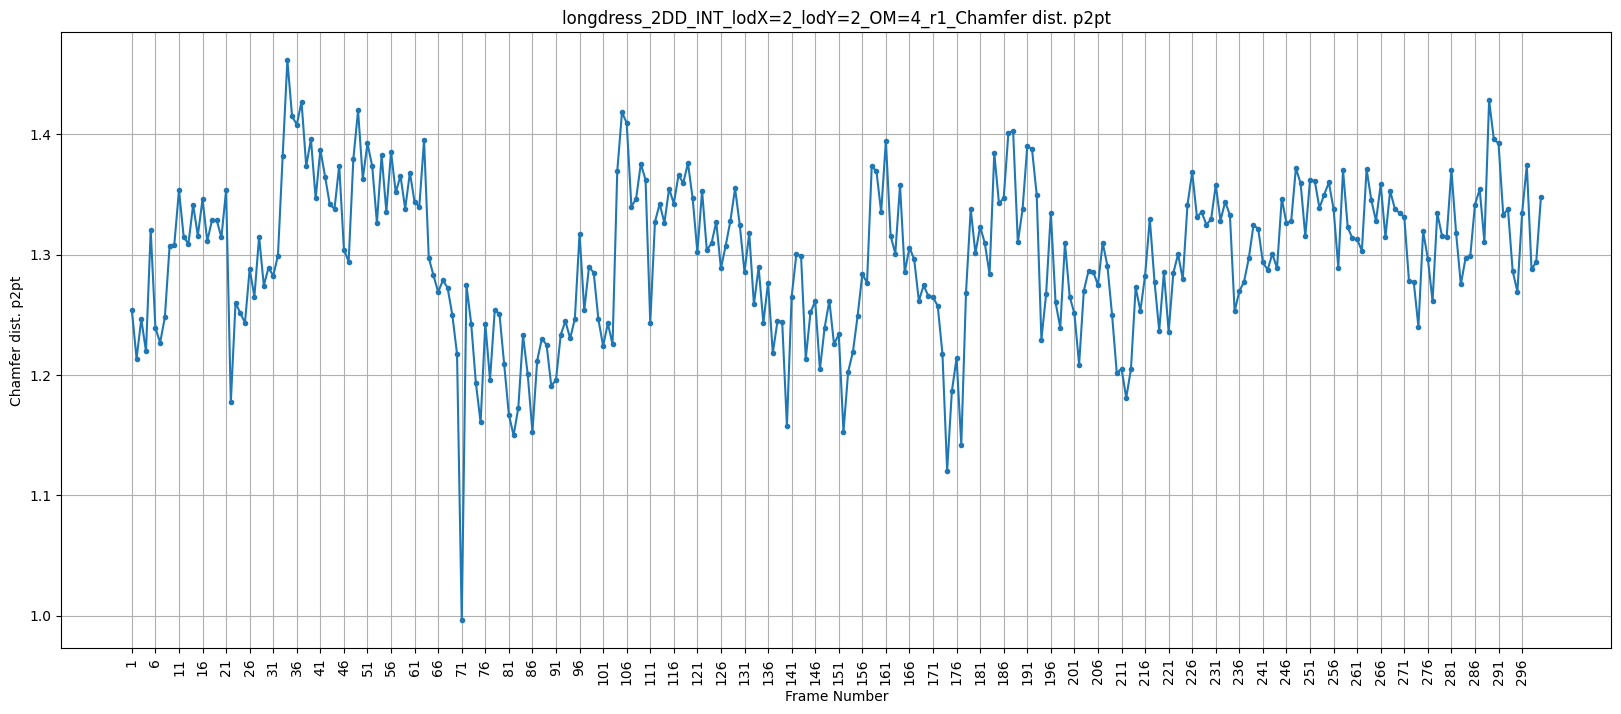 longdress_2DD_INT_lodX=2_lodY=2_OM=4_r1_Chamfer dist. p2pt
Chamfer dist. p2pt
1.4
1.3
1.2
1.1
1.0
1 6 11 16 21 26 31 36 41 46 51 56 61 66 71 76 81 86 91 96 101 106 111 116 121 126 131 136 141 146 151 156 161 166 171 176 181 186 191 196 201 206 211 216 221 226 231 236 241 246 251 256 261 266 271 276 281 286 291 296
Frame Number